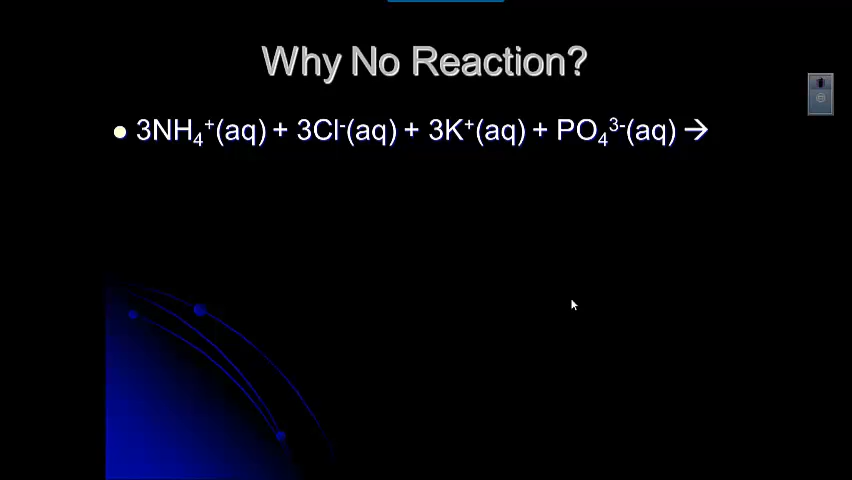 Why No Reaction?
● 3NH₄⁺(aq) + 3Cl⁻(aq) + 3K⁺(aq) + PO₄³⁻(aq) →